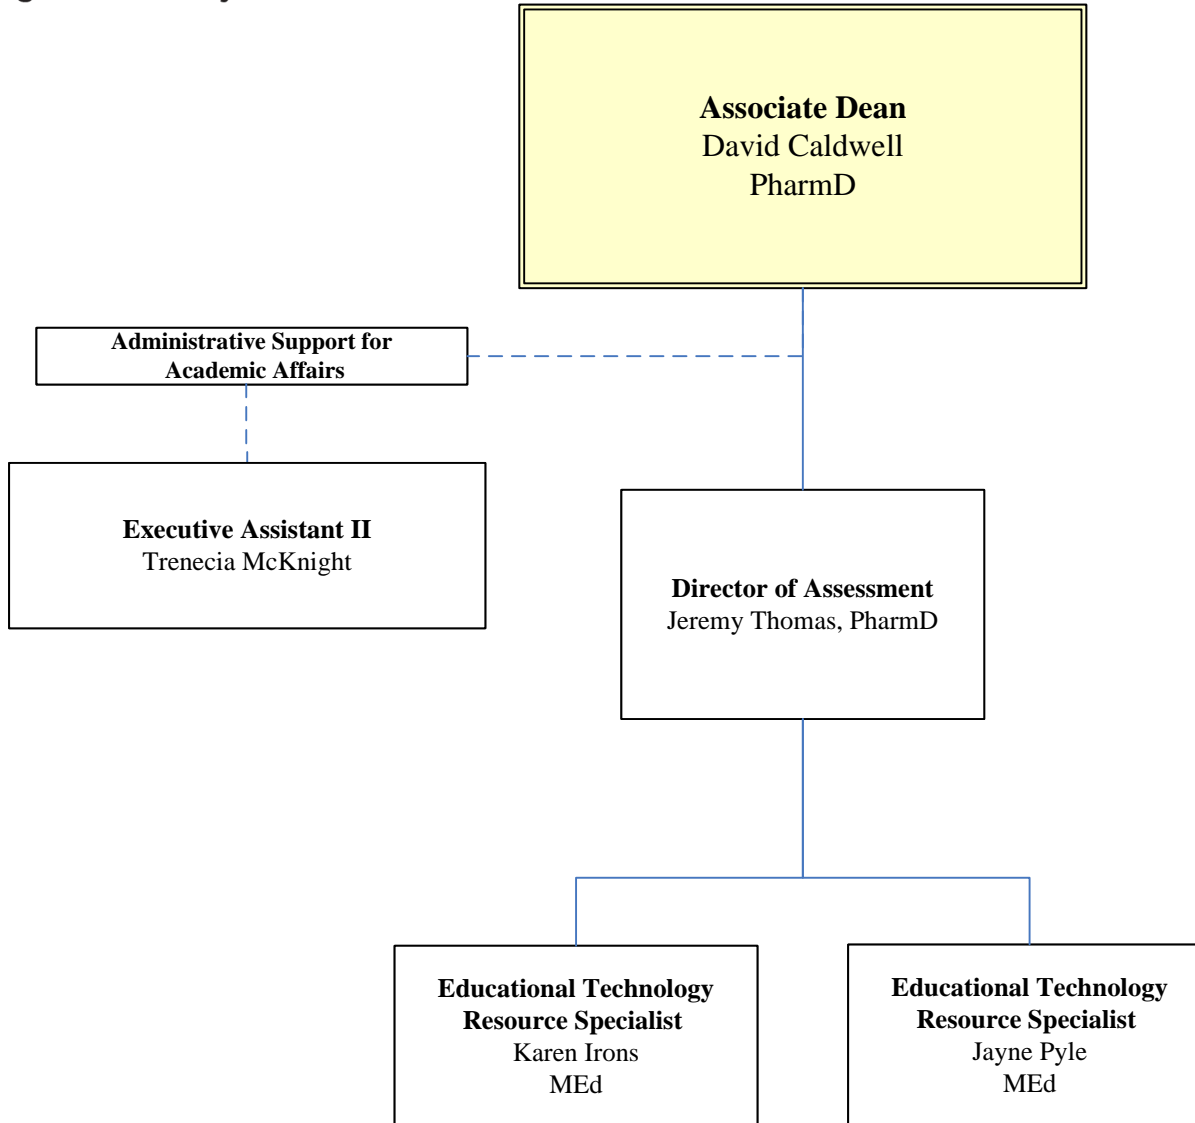 Associate Dean
David Caldwell
PharmD
Administrative Support for
Academic Affairs
Executive Assistant II
Trenecia McKnight
Director of Assessment
Jeremy Thomas, PharmD
Educational Technology
Resource Specialist
Karen Irons
MEd
Educational Technology
Resource Specialist
Jayne Pyle
MEd